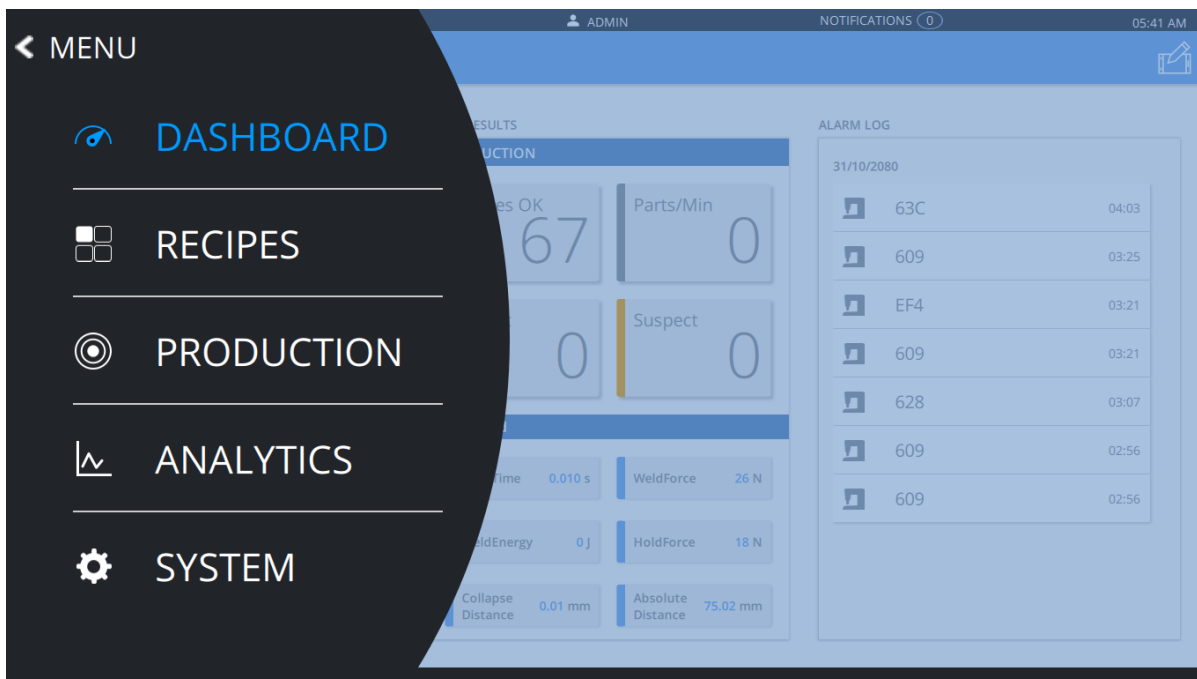 MENU
DASHBOARD
RECIPES
PRODUCTION
ANALYTICS
SYSTEM
ADMIN
NOTIFICATIONS 0
05:41 AM
ESULTS
UCTION
es OK
67
Parts/Min
0
0
Suspect
0
Time 0.010 s
WeldForce 26 N
eldEnergy 0 J
HoldForce 18 N
Collapse
Distance
0.01 mm
Absolute
Distance
75.02 mm
ALARM LOG
31/10/2080
63C 04:03
609 03:25
EF4 03:21
609 03:21
628 03:07
609 02:56
609 02:56